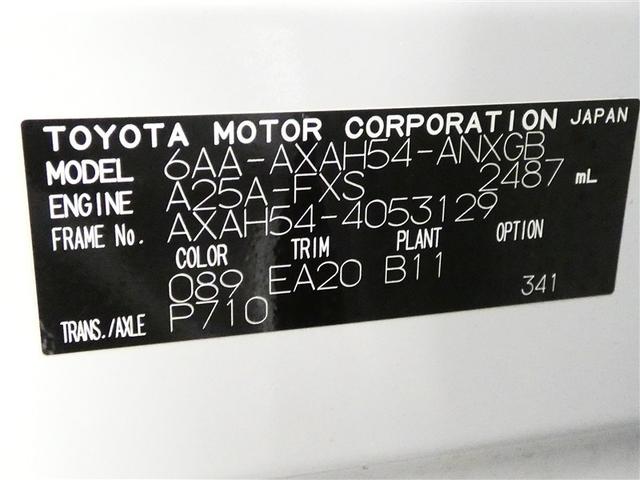 TOYOTA MOTOR CORPORATION JAPAN
MODEL 6AA-AXAH54-ANXGB
ENGINE A25A-FXS 2487 mL
FRAME No. AXAH54-4053129
COLOR TRIM PLANT OPTION
089 EA20 B11
TRANS./AXLE P710 341